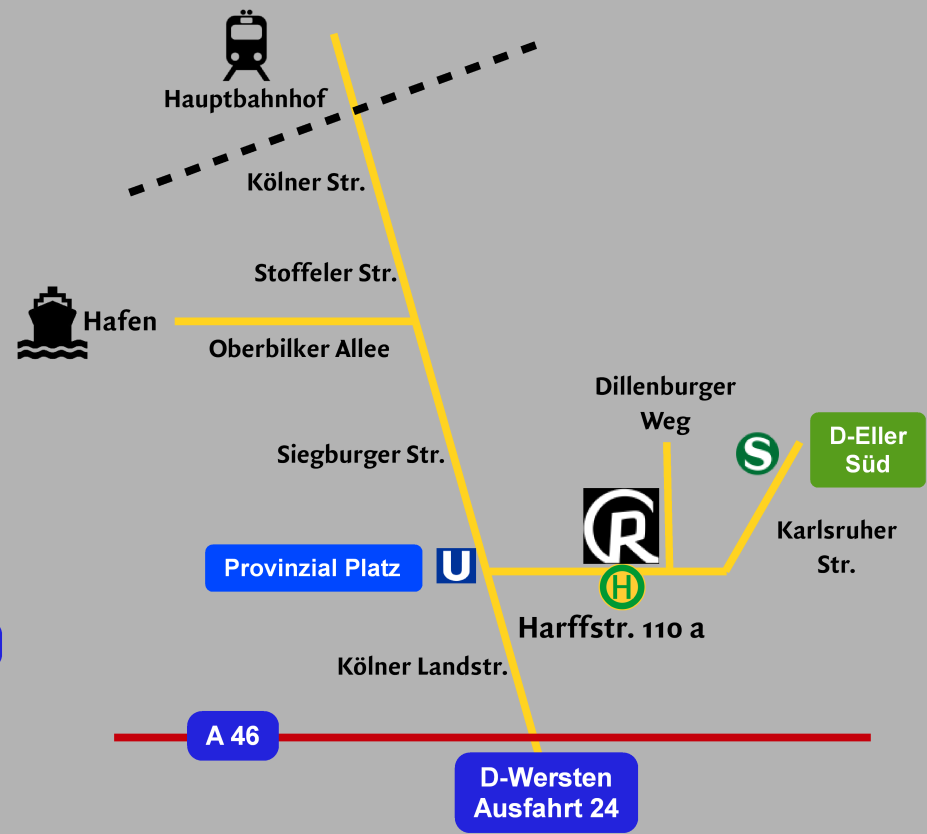 Hauptbahnhof
Kölner Str.
Stoffeler Str.
Hafen
Oberbilker Allee
Dillenburger
Weg
Siegburger Str.
S
D-Eller
Süd
R
Karlsruher
Str.
Provinzial Platz
U
H
Harffstr. 110 a
Kölner Landstr.
A 46
D-Wersten
Ausfahrt 24